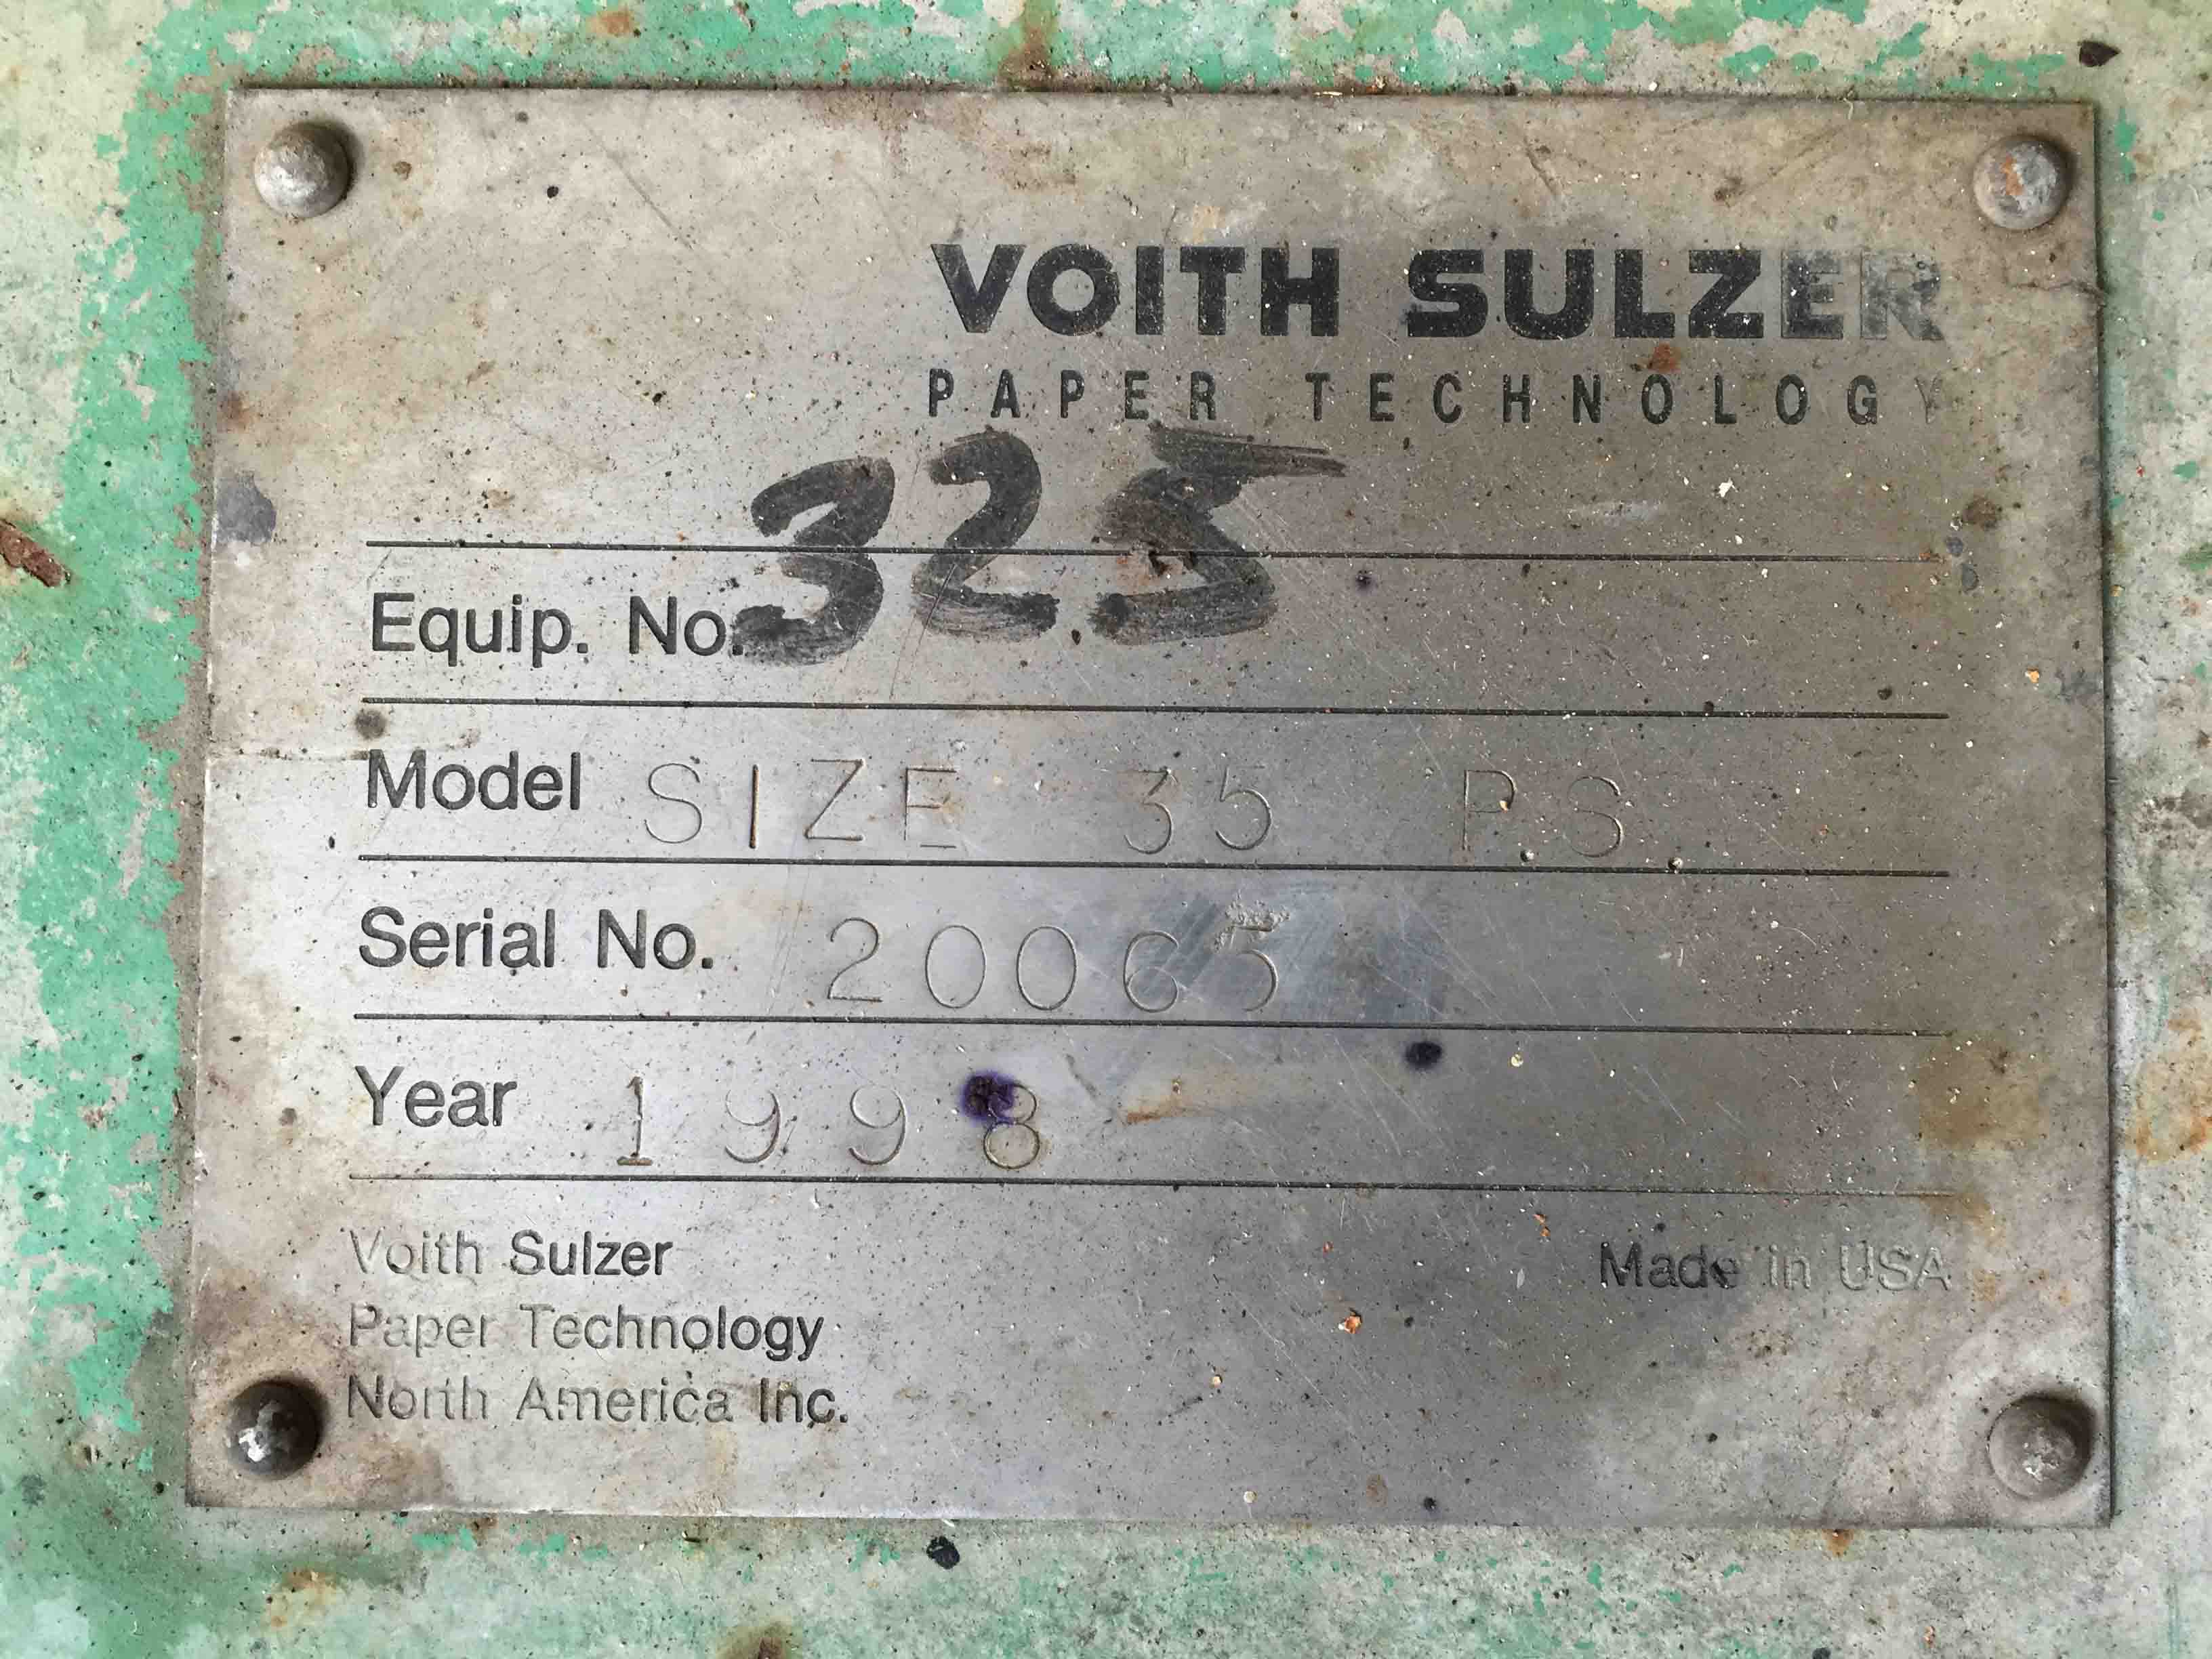 VOITH SULZER
PAPER TECHNOLOGY
Equip. No. 325
Model SIZE 35 PS
Serial No. 20065
Year 1998
Voith Sulzer
Paper Technology
North America Inc.
Made in USA